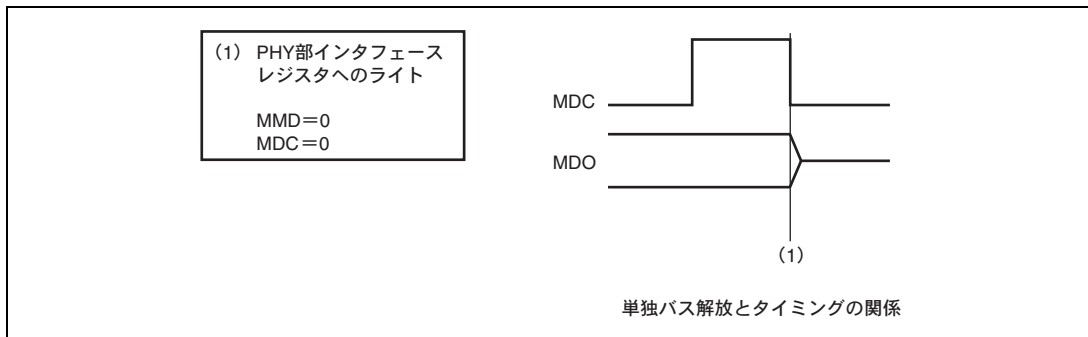 （1） PHY部インタフェース
レジスタへのライト
MMD＝0
MDC＝0
MDC
MDO
（1）
単独バス解放とタイミングの関係